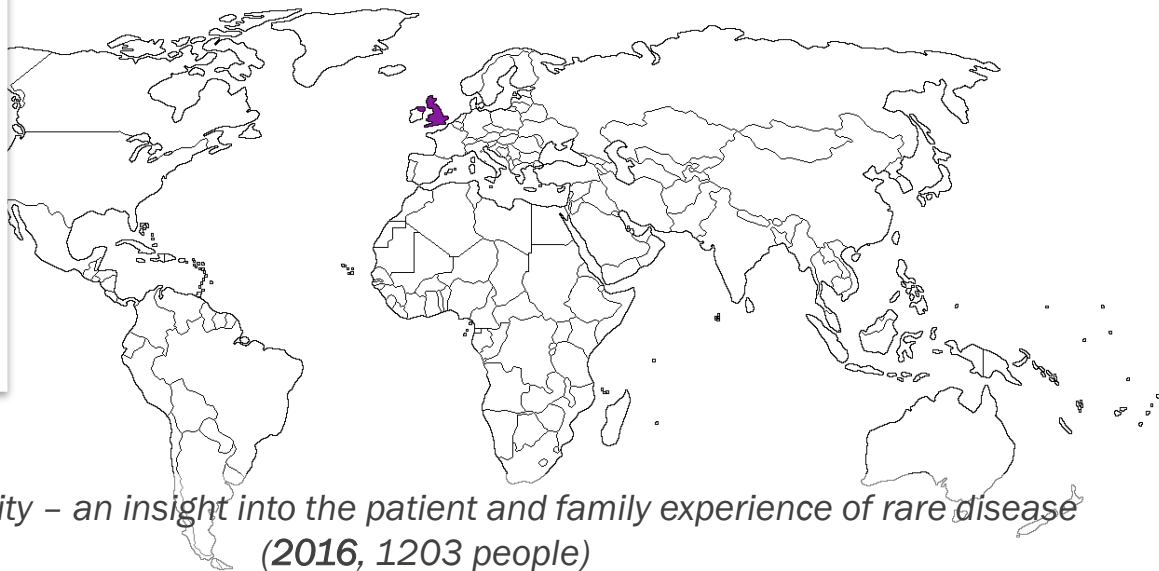 ity – an insight into the patient and family experience of rare disease
(2016, 1203 people)